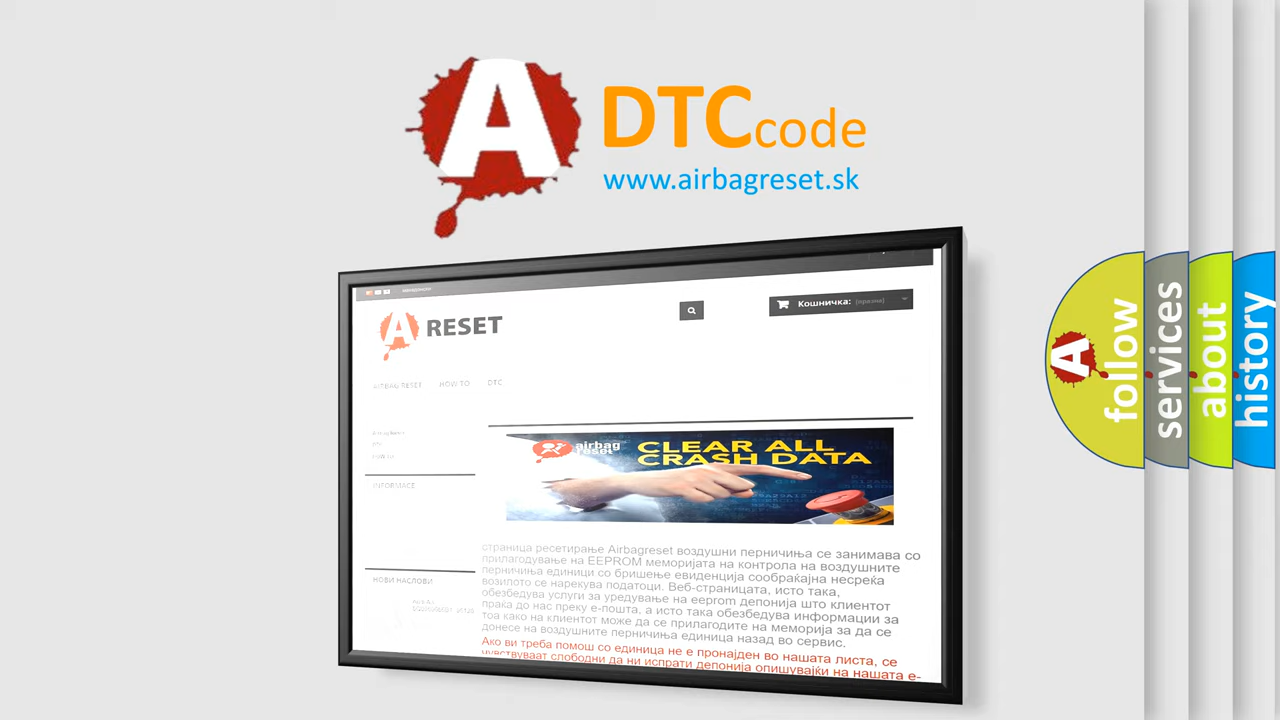 A
DTC code
www.airbagreset.sk
Кошничка: (празна)
A RESET
AIRBAG RESET HOW TO DTC
INFORMACE
НОВИ НАСЛОВИ
airbag
reset
CLEAR ALL
CRASH DATA
страница ресетирање Airbagreset воздушни перничиња се занимава со
прилагодување на EEPROM меморијата на контрола на воздушните
перничиња единици со бришење евиденција сообраќајна несреќа
возилото се нарекува податоци. Веб-страницата, исто така,
обезбедува услуги за уредување на eeprom депонија што клиентот
праќа до нас преку е-пошта, а исто така обезбедува информации за
тоа како на клиентот може да се прилагодите на меморија за да се
донесе на воздушните перничиња единица назад во сервис.
Ако ви треба помош со единица не е пронајден во нашата листа, се
чувствуваат слободни да ни испрати депонија опишувајќи на нашата е-
A
follow
services
about
history